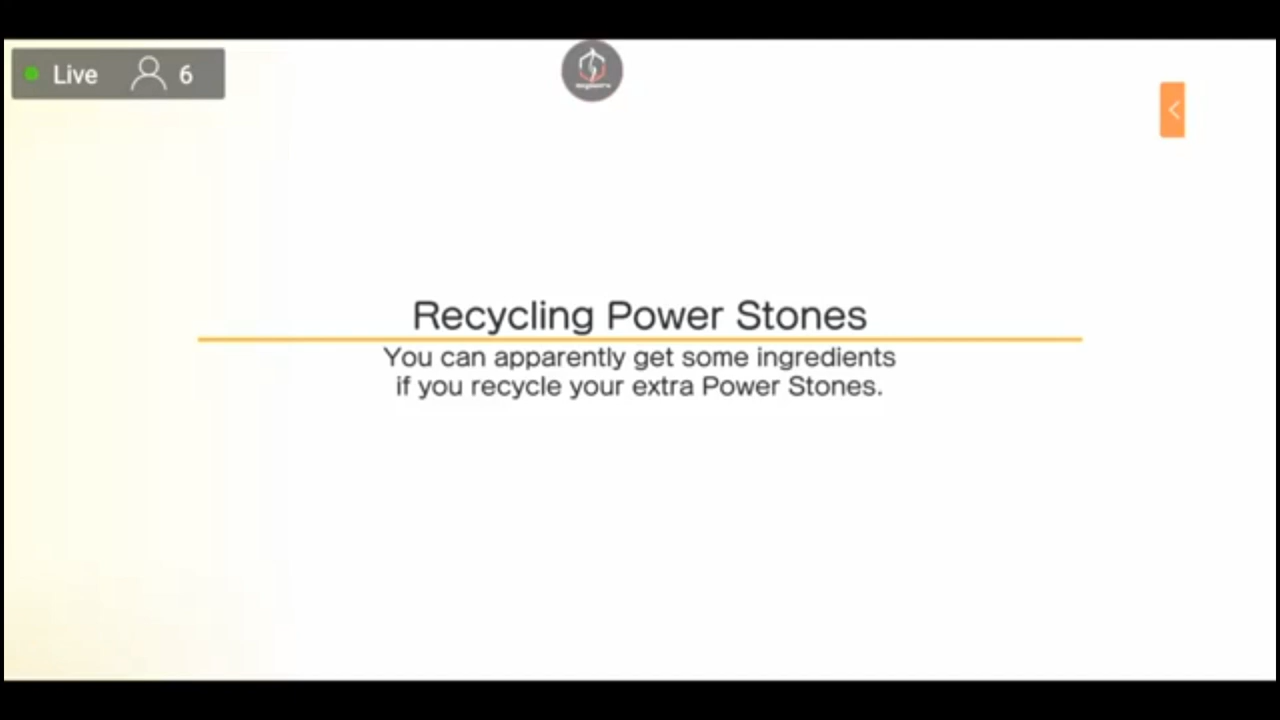 Live 6
Recycling Power Stones
You can apparently get some ingredients
if you recycle your extra Power Stones.